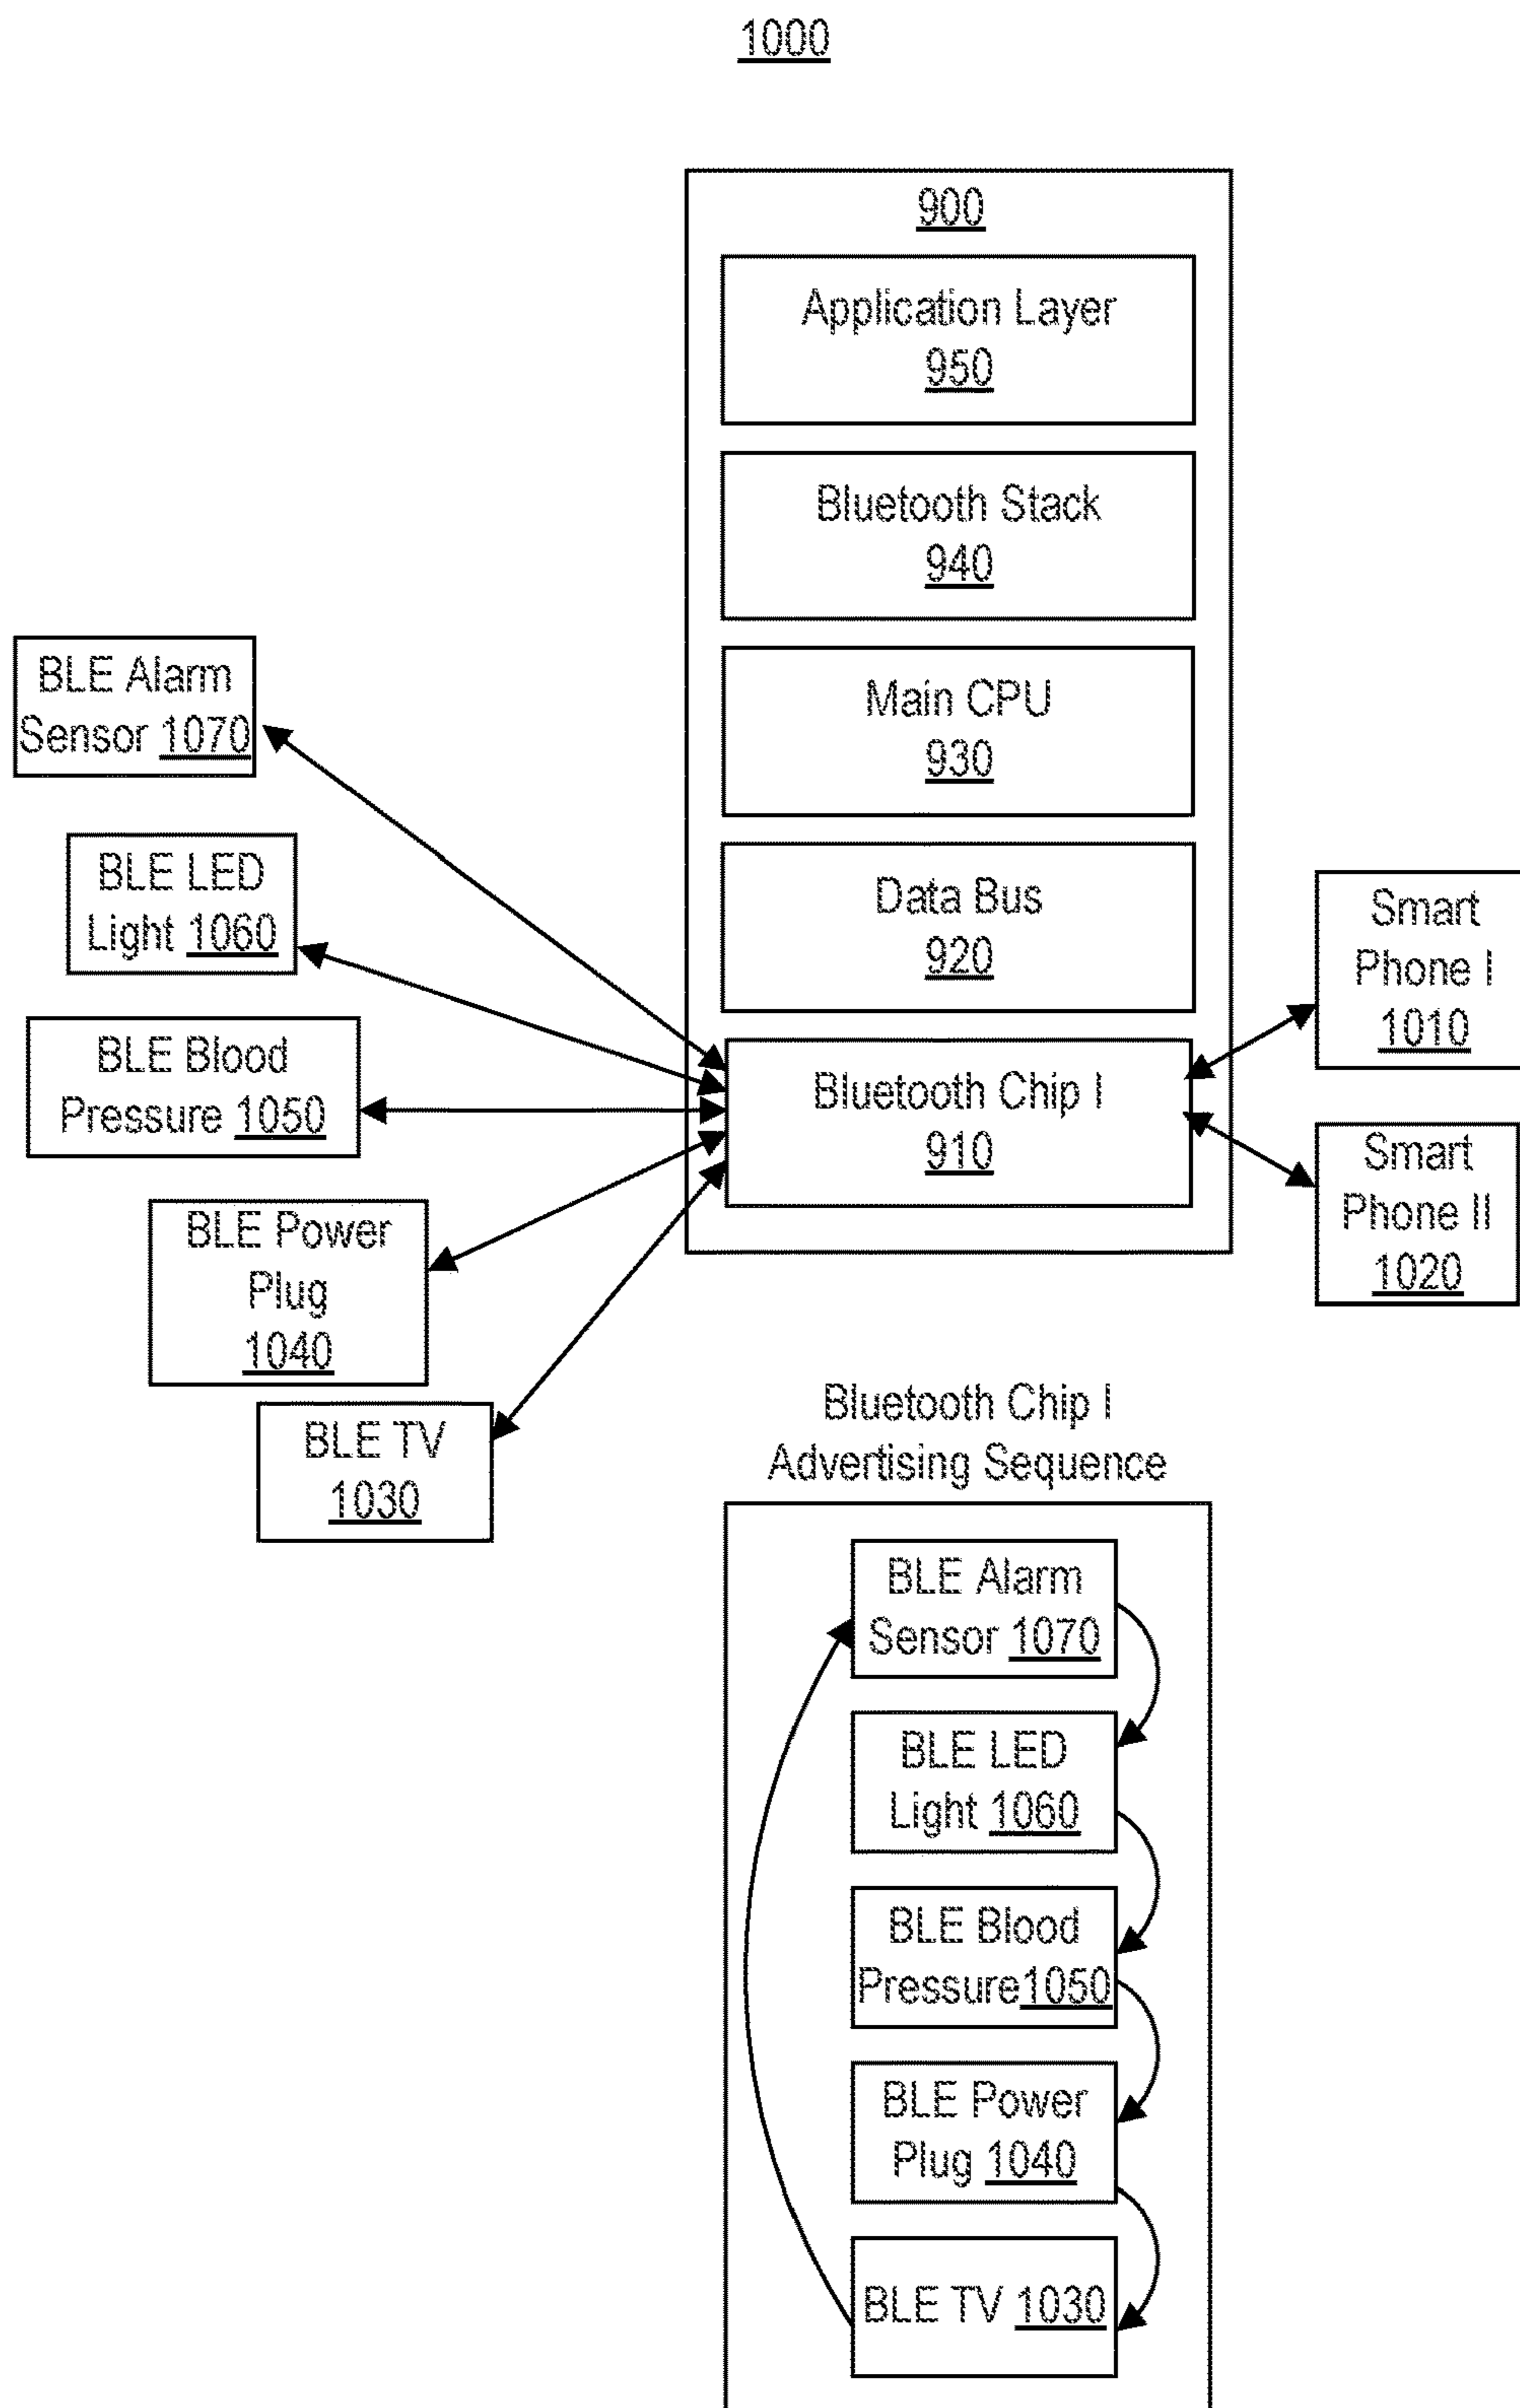 1000
900
Application Layer
950
Bluetooth Stack
940
Main CPU
930
Data Bus
920
Bluetooth Chip I
910
BLE Alarm
Sensor 1070
BLE LED
Light 1060
BLE Blood
Pressure 1050
BLE Power
Plug
1040
BLE TV
1030
Smart
Phone I
1010
Smart
Phone II
1020
Bluetooth Chip I
Advertising Sequence
BLE Alarm
Sensor 1070
BLE LED
Light 1060
BLE Blood
Pressure1050
BLE Power
Plug 1040
BLE TV 1030